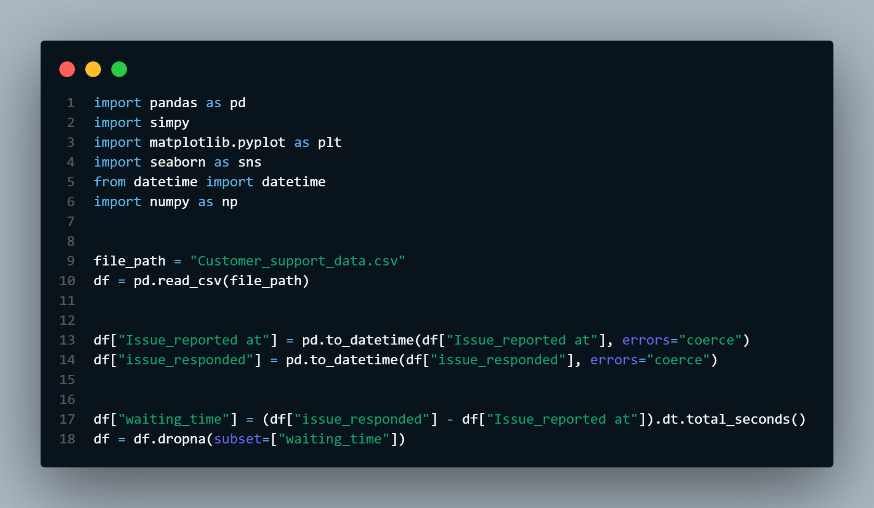 1 import pandas as pd
2 import simpy
3 import matplotlib.pyplot as plt
4 import seaborn as sns
5 from datetime import datetime
6 import numpy as np
7
8
9 file_path = "Customer_support_data.csv"
10 df = pd.read_csv(file_path)
11
12
13 df["Issue_reported at"] = pd.to_datetime(df["Issue_reported at"], errors="coerce")
14 df["issue_responded"] = pd.to_datetime(df["issue_responded"], errors="coerce")
15
16
17 df["waiting_time"] = (df["issue_responded"] - df["Issue_reported at"]).dt.total_seconds()
18 df = df.dropna(subset=["waiting_time"])